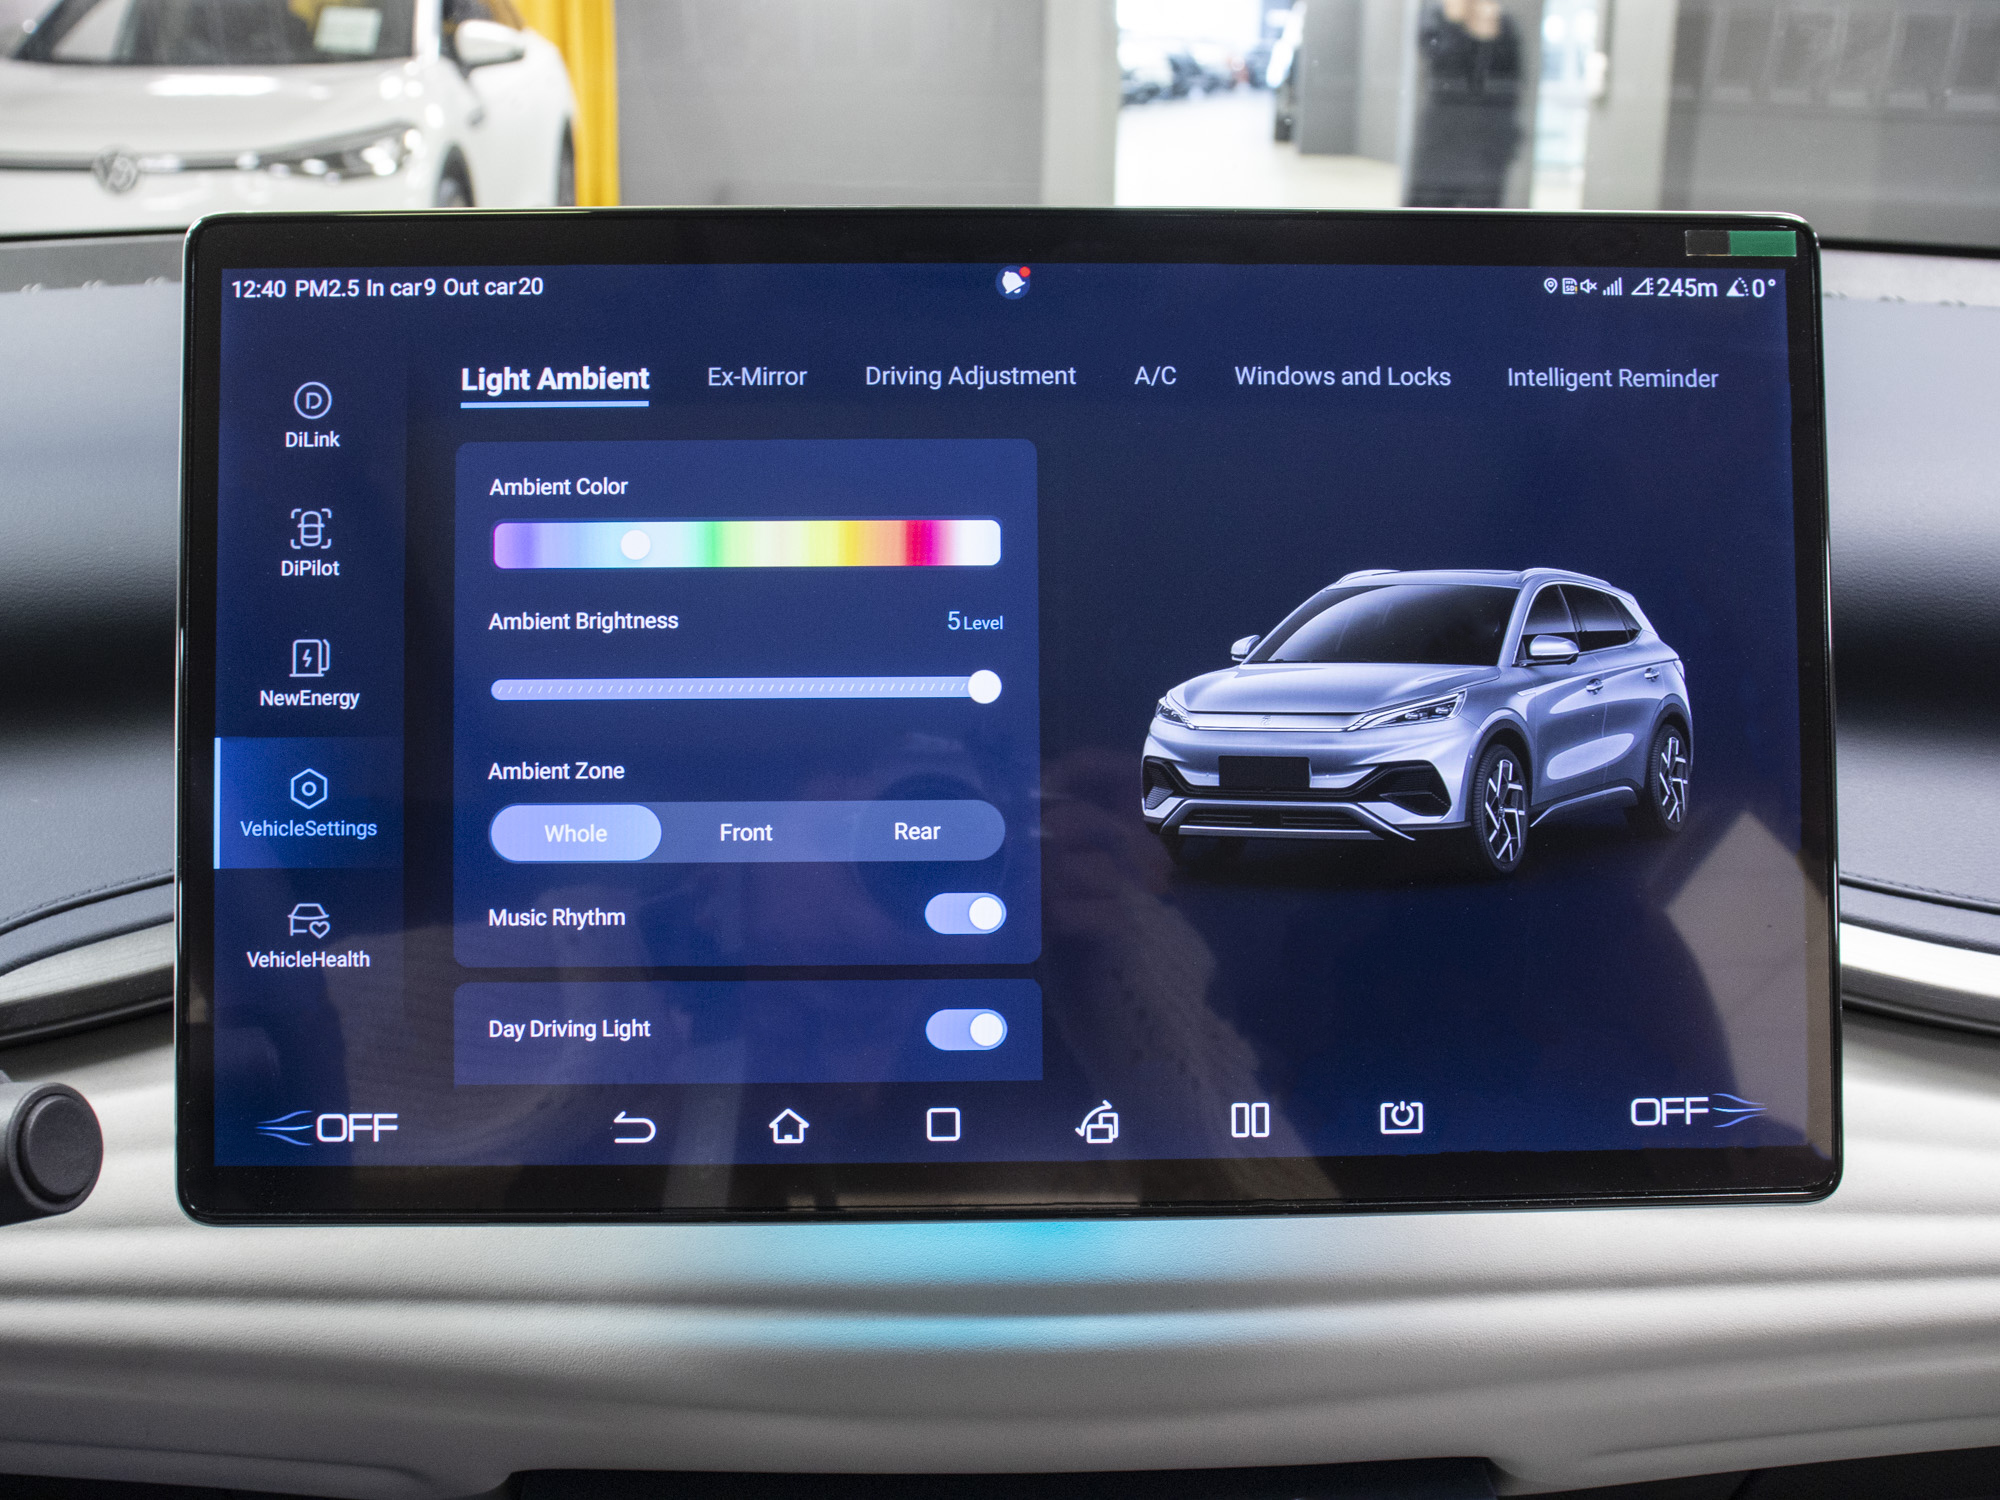 12:40 PM2.5 In car9 Out car20
245m 0°
Light Ambient Ex-Mirror Driving Adjustment A/C Windows and Locks Intelligent Reminder
DiLink
DiPilot
NewEnergy
VehicleSettings
VehicleHealth
Ambient Color
Ambient Brightness 5 Level
Ambient Zone
Whole Front Rear
Music Rhythm
Day Driving Light
OFF OFF